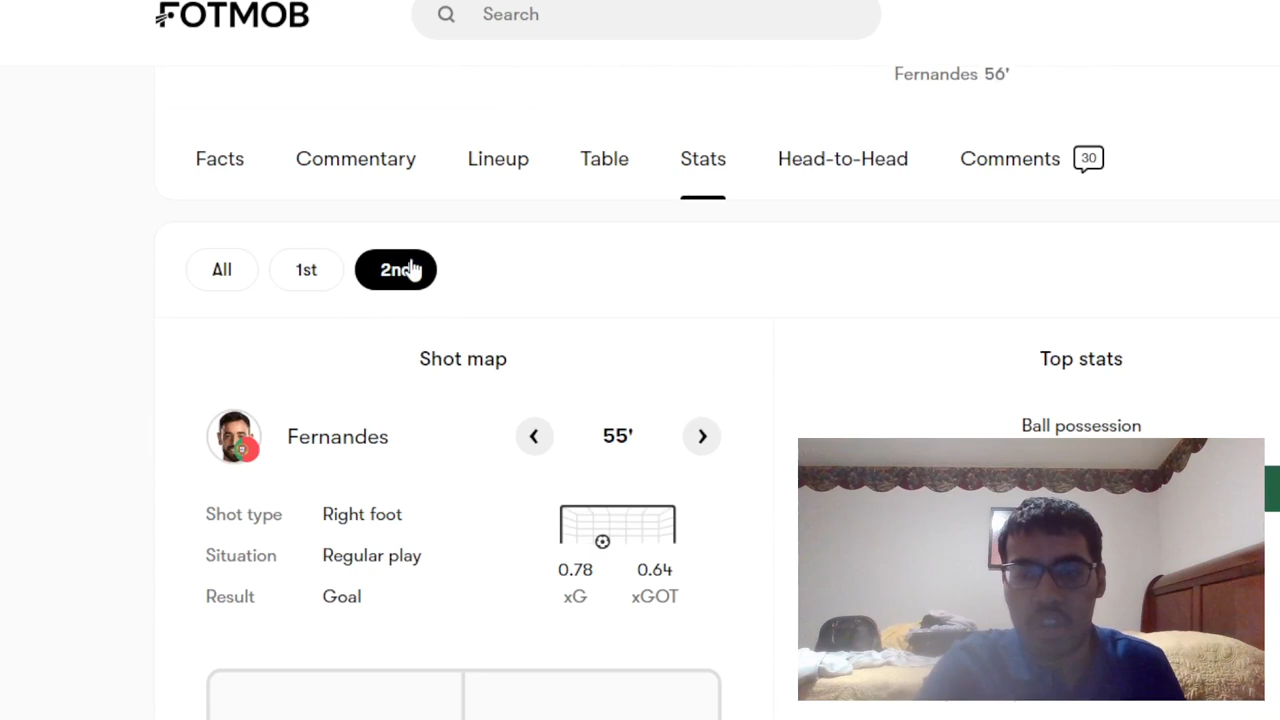 FOTMOB
Search
Fernandes 56'
Facts Commentary Lineup Table Stats Head-to-Head Comments 30
All 1st 2nd
Shot map
Top stats
Fernandes 55'
Ball possession
Shot type Right foot
Situation Regular play
0.78 0.64
Result Goal xG xGOT